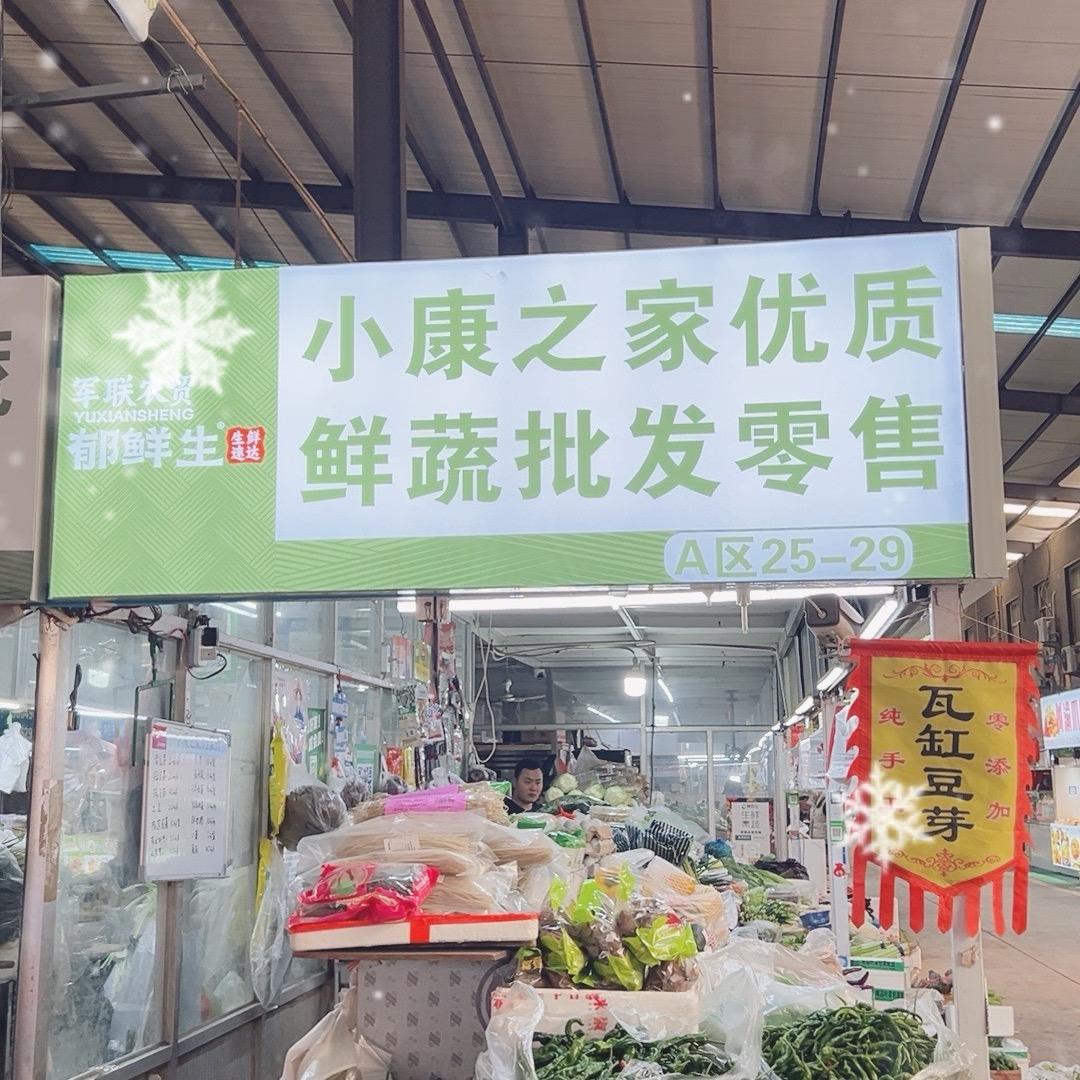 小康之家优质
鲜蔬批发零售
军联农贸
YUXIANSHENG
郁鲜生
生鲜
速达
A区25-29
瓦缸豆芽
零添加
纯手